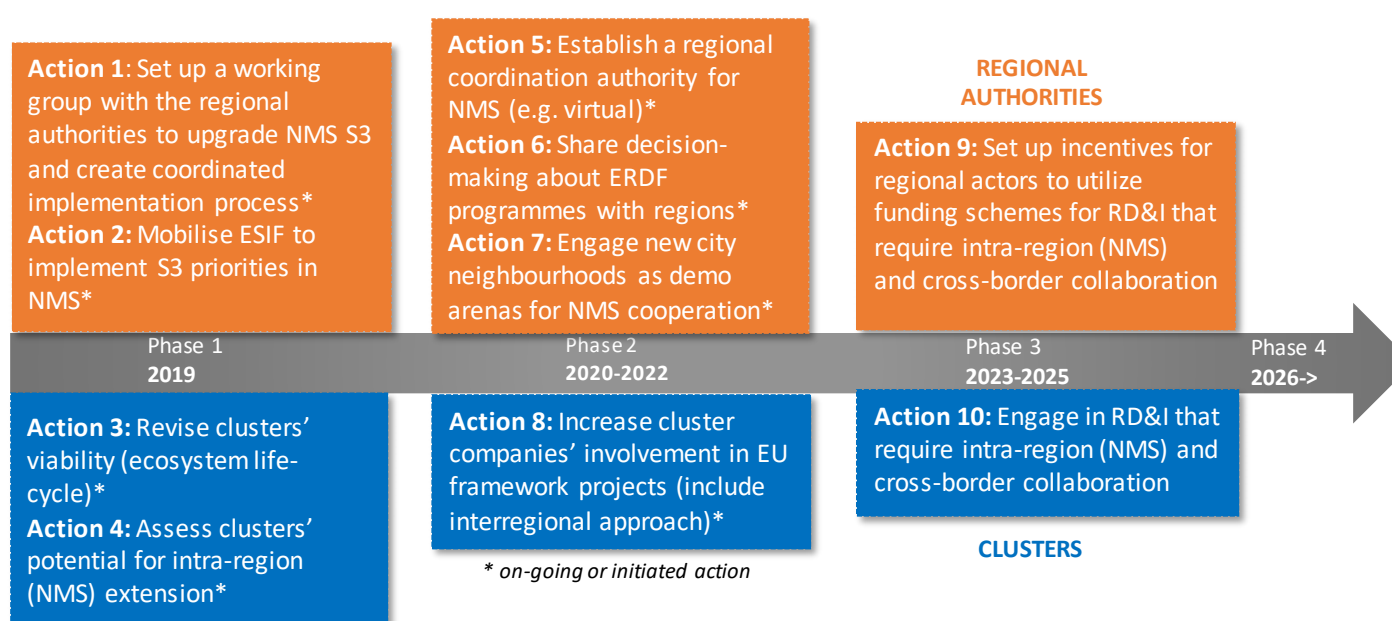 Action 1: Set up a working
group with the regional
authorities to upgrade NMS S3
and create coordinated
implementation process*
Action 2: Mobilise ESIF to
implement S3 priorities in
NMS*
Action 5: Establish a regional
coordination authority for
NMS (e.g. virtual)*
Action 6: Share decision-
making about ERDF
programmes with regions*
Action 7: Engage new city
neighbourhoods as demo
arenas for NMS cooperation*
REGIONAL
AUTHORITIES
Action 9: Set up incentives for
regional actors to utilize
funding schemes for RD&I that
require intra-region (NMS)
and cross-border collaboration
Phase 1
2019
Phase 2
2020-2022
Phase 3
2023-2025
Phase 4
2026->
Action 3: Revise clusters’
viability (ecosystem life-
cycle)*
Action 4: Assess clusters’
potential for intra-region
(NMS) extension*
Action 8: Increase cluster
companies’ involvement in EU
framework projects (include
interregional approach)*
* on-going or initiated action
Action 10: Engage in RD&I that
require intra-region (NMS) and
cross-border collaboration
CLUSTERS